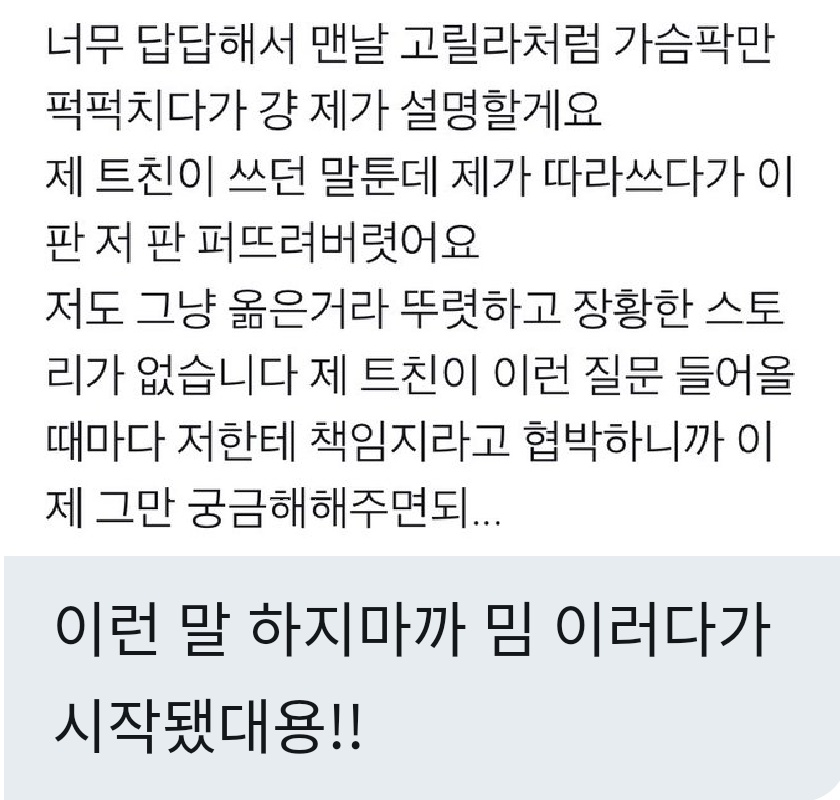 너무 답답해서 맨날 고릴라처럼 가슴팍만
퍽퍽치다가 걍 제가 설명할게요
제 트친이 쓰던 말툰데 제가 따라쓰다가 이
판 저 판 퍼뜨려버렷어요
저도 그냥 옮은거라 뚜렷하고 장황한 스토
리가 없습니다 제 트친이 이런 질문 들어올
때마다 저한테 책임지라고 협박하니까 이
제 그만 궁금해해주면되...
이런 말 하지마까 밈 이러다가
시작됐대용!!